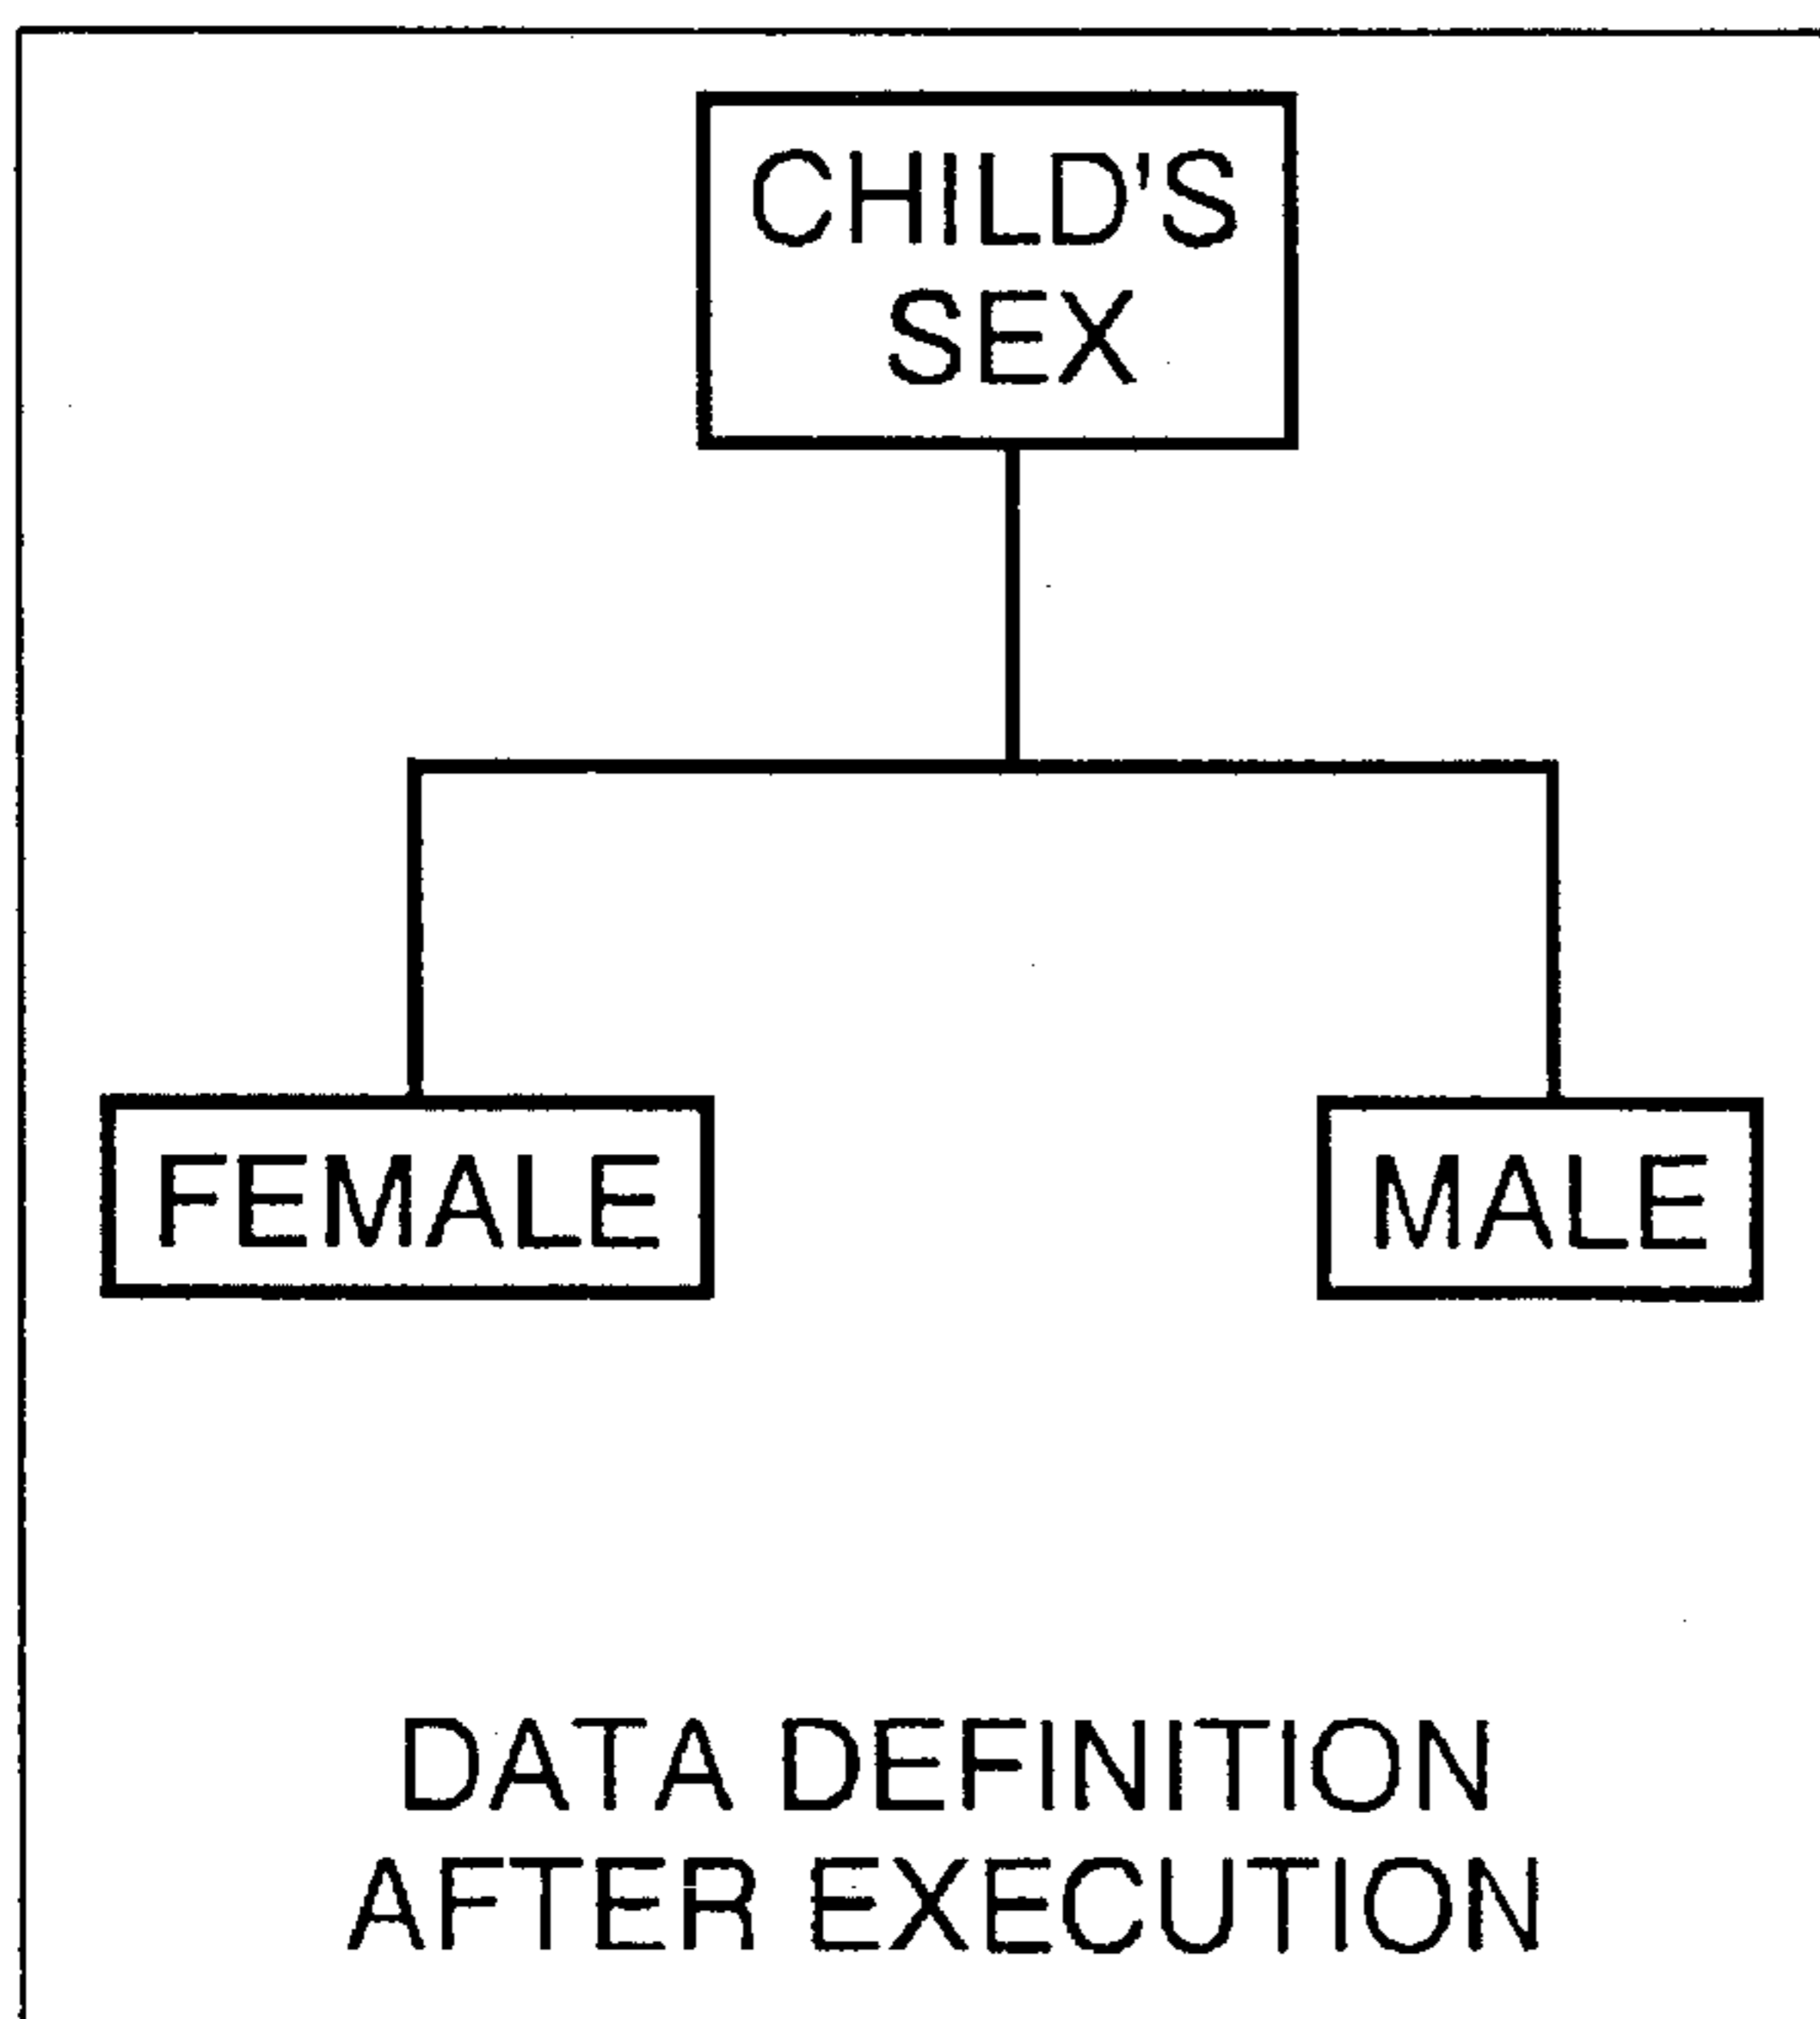 CHILD'S
SEX
FEMALE
MALE
DATA DEFINITION
AFTER EXECUTION